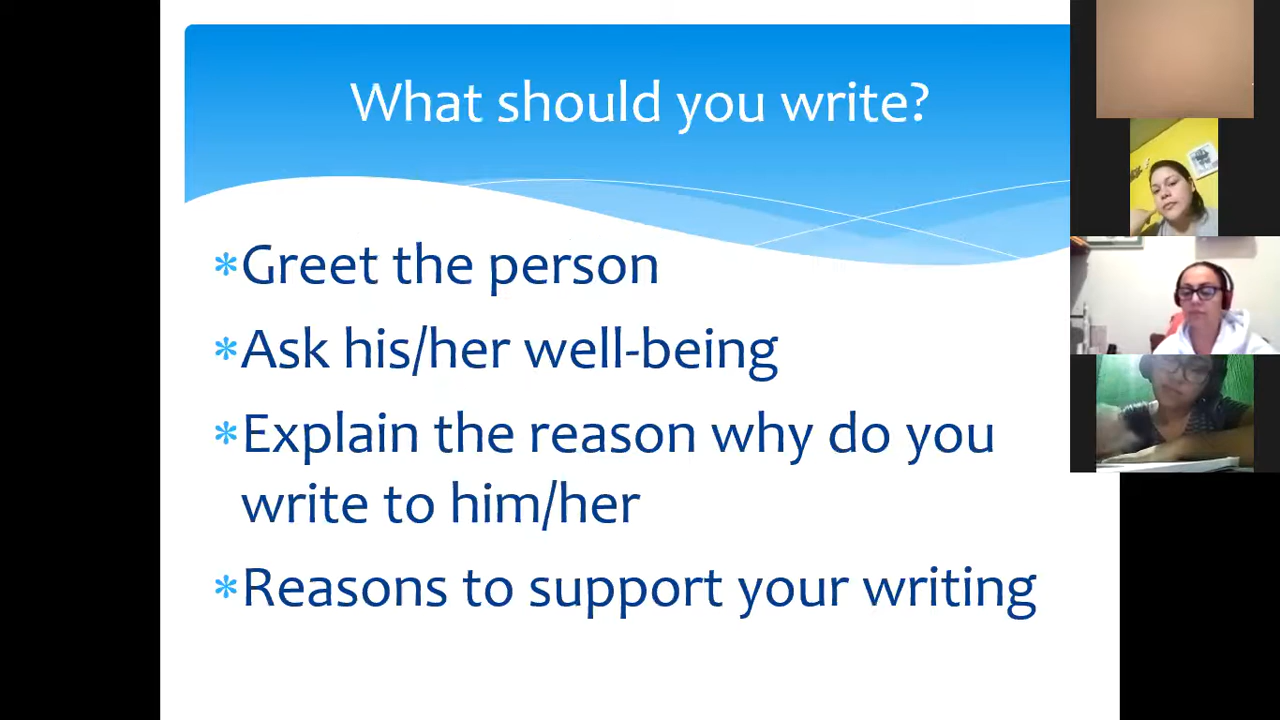 What should you write?
*Greet the person
*Ask his/her well-being
*Explain the reason why do you
write to him/her
*Reasons to support your writing